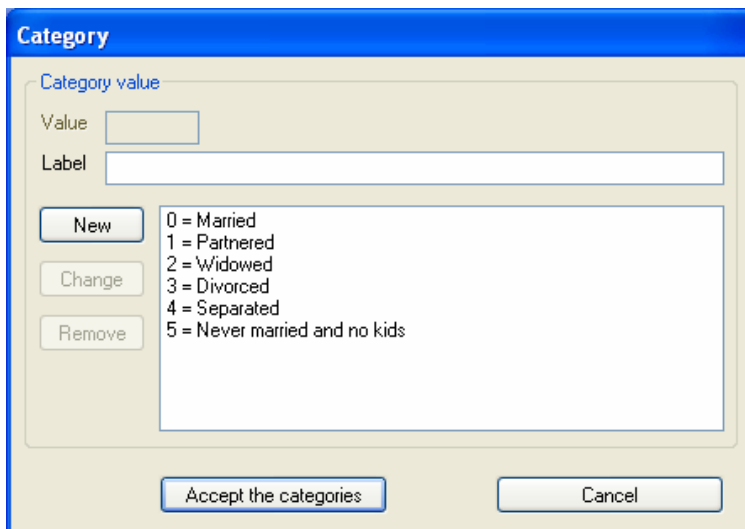 Category
Category value
Value
Label
New
Change
Remove
0 = Married
1 = Partnered
2 = Widowed
3 = Divorced
4 = Separated
5 = Never married and no kids
Accept the categories
Cancel